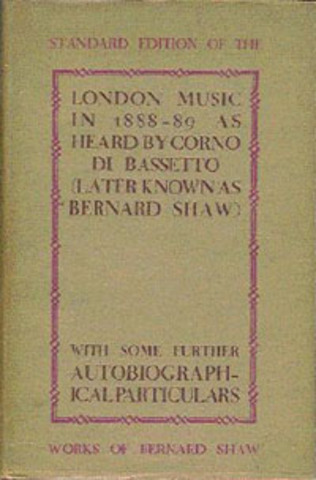 STANDARD EDITION OF THE
LONDON MUSIC
IN 1888-89 AS
HEARD BY CORNO
DI BASSETTO
(LATER KNOWN AS
BERNARD SHAW)
WITH SOME FURTHER
AUTOBIOGRAPH-
ICAL PARTICULARS
WORKS OF BERNARD SHAW